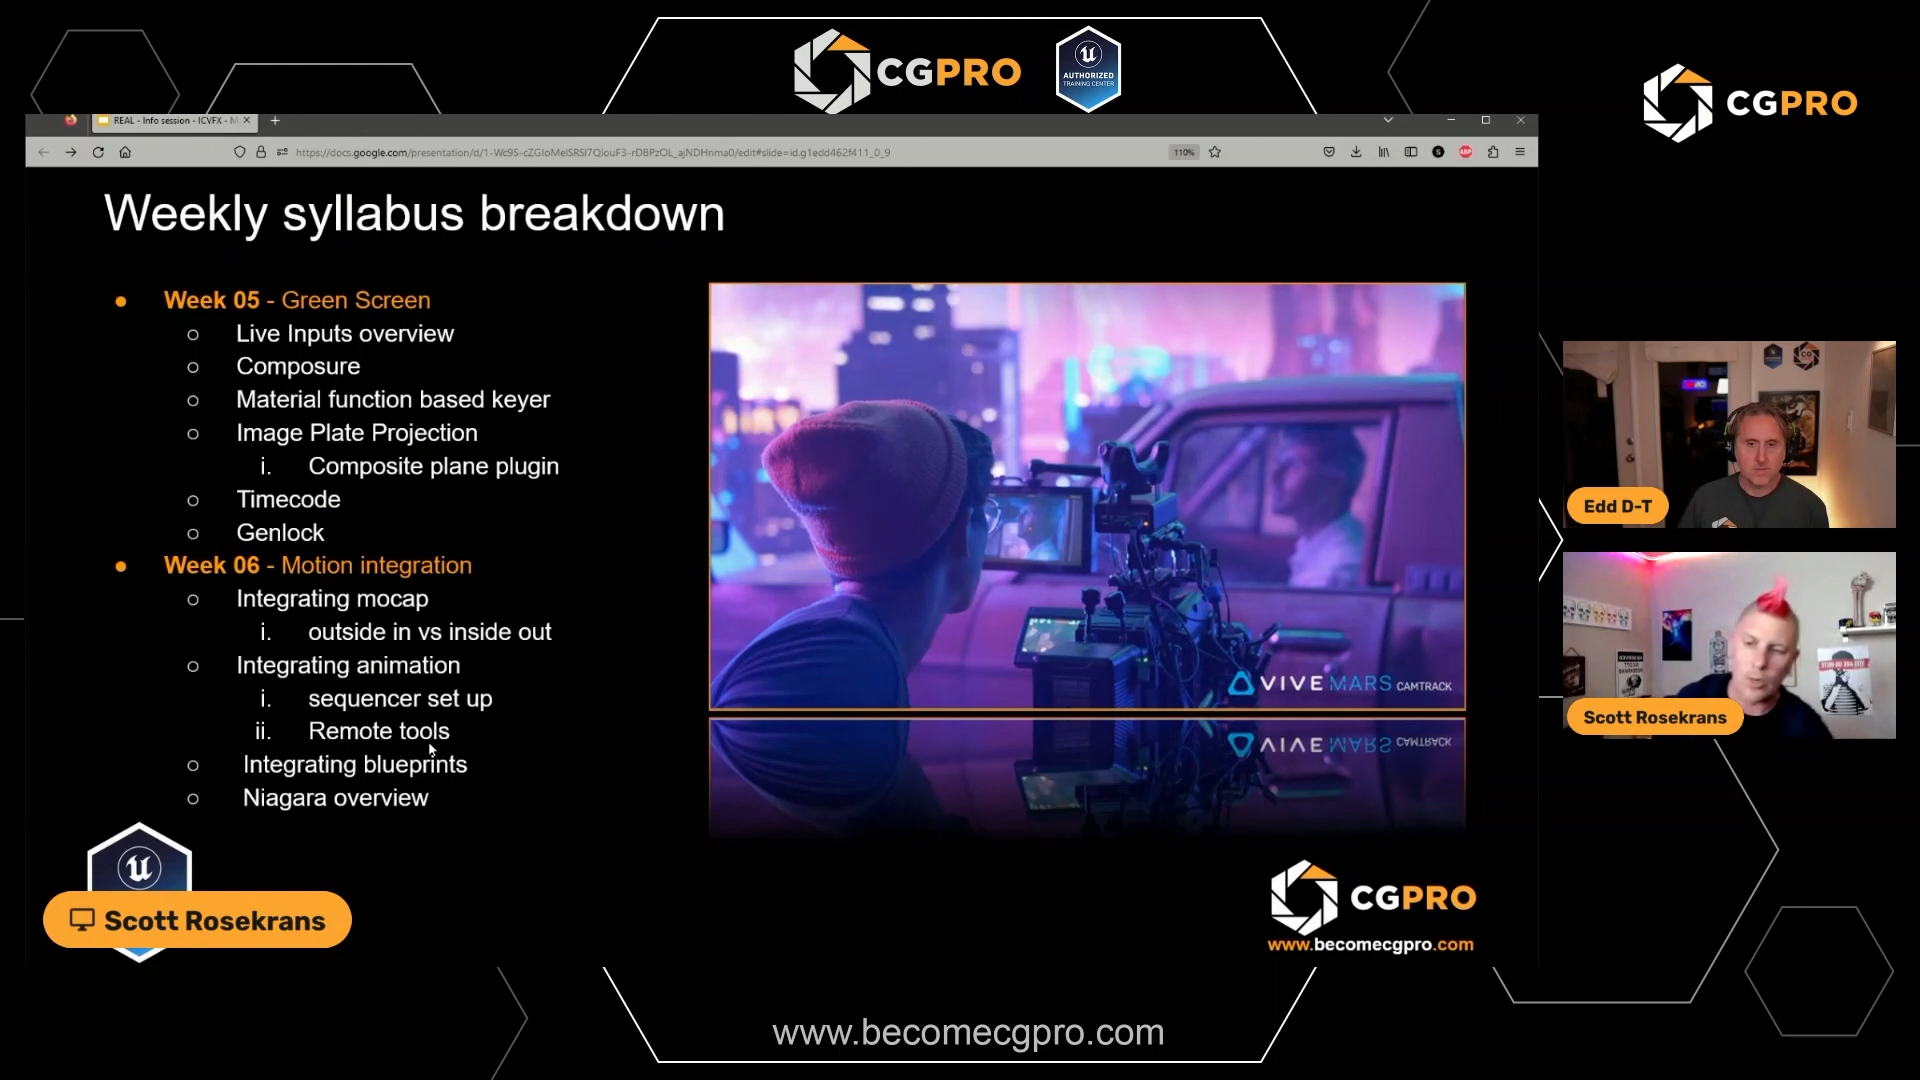 CGPRO
AUTHORIZED
TRAINING CENTER
CGPRO
REAL - Info session - ICVFX - M
110%
Weekly syllabus breakdown
Week 05 - Green Screen
Live Inputs overview
Composure
Material function based keyer
Image Plate Projection
i. Composite plane plugin
Timecode
Genlock
Week 06 - Motion integration
Integrating mocap
i. outside in vs inside out
Integrating animation
i. sequencer set up
ii. Remote tools
Integrating blueprints
Niagara overview
VIVE MARS CAMTRACK
Edd D-T
Scott Rosekrans
Scott Rosekrans
CGPRO
www.becomecgpro.com
www.becomecgpro.com